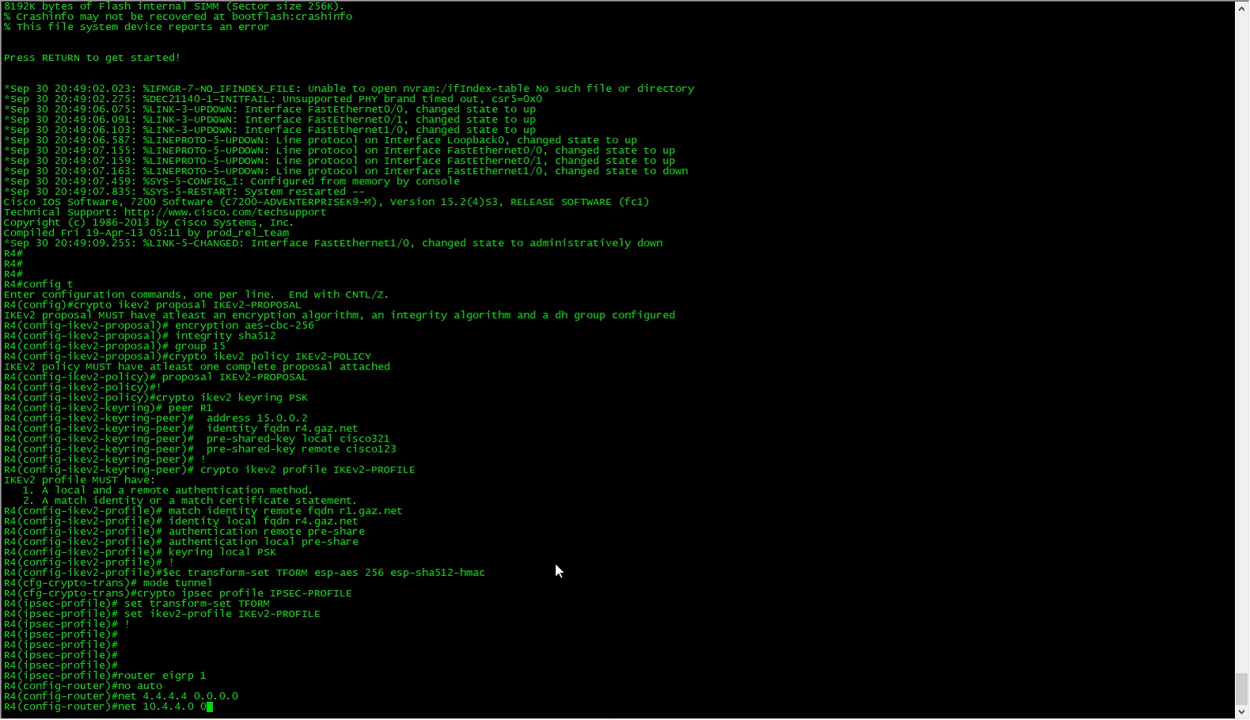 8192K bytes of Flash internal SIMM (Sector size 256K).
% Crashinfo may not be recovered at bootflash:crashinfo
% This file system device reports an error
Press RETURN to get started!
*Sep 30 20:49:02.023: %IFMGR-7-NO_IFINDEX_FILE: Unable to open nvram:/ifIndex-table No such file or directory
*Sep 30 20:49:02.275: %DEC21140-1-INITFAIL: Unsupported PHY brand timed out, csr5=0x0
*Sep 30 20:49:06.075: %LINK-3-UPDOWN: Interface FastEthernet0/0, changed state to up
*Sep 30 20:49:06.091: %LINK-3-UPDOWN: Interface FastEthernet0/1, changed state to up
*Sep 30 20:49:06.103: %LINK-3-UPDOWN: Interface FastEthernet1/0, changed state to up
*Sep 30 20:49:06.587: %LINEPROTO-5-UPDOWN: Line protocol on Interface Loopback0, changed state to up
*Sep 30 20:49:07.155: %LINEPROTO-5-UPDOWN: Line protocol on Interface FastEthernet0/0, changed state to up
*Sep 30 20:49:07.159: %LINEPROTO-5-UPDOWN: Line protocol on Interface FastEthernet0/1, changed state to up
*Sep 30 20:49:07.163: %LINEPROTO-5-UPDOWN: Line protocol on Interface FastEthernet1/0, changed state to down
*Sep 30 20:49:07.459: %SYS-5-CONFIG_I: Configured from memory by console
*Sep 30 20:49:07.835: %SYS-5-RESTART: System restarted --
Cisco IOS Software, 7200 Software (C7200-ADVENTERPRISEK9-M), Version 15.2(4)S3, RELEASE SOFTWARE (fc1)
Technical Support: http://www.cisco.com/techsupport
Copyright (c) 1986-2013 by Cisco Systems, Inc.
Compiled Fri 19-Apr-13 05:11 by prod_rel_team
*Sep 30 20:49:09.255: %LINK-5-CHANGED: Interface FastEthernet1/0, changed state to administratively down
R4#
R4#
R4#
R4#config t
Enter configuration commands, one per line.  End with CNTL/Z.
R4(config)#crypto ikev2 proposal IKEv2-PROPOSAL
IKEv2 proposal MUST have atleast an encryption algorithm, an integrity algorithm and a dh group configured
R4(config-ikev2-proposal)# encryption aes-cbc-256
R4(config-ikev2-proposal)# integrity sha512
R4(config-ikev2-proposal)# group 15
R4(config-ikev2-proposal)#crypto ikev2 policy IKEv2-POLICY
IKEv2 policy MUST have atleast one complete proposal attached
R4(config-ikev2-policy)# proposal IKEv2-PROPOSAL
R4(config-ikev2-policy)#!
R4(config-ikev2-policy)#crypto ikev2 keyring PSK
R4(config-ikev2-keyring)# peer R1
R4(config-ikev2-keyring-peer)#  address 15.0.0.2
R4(config-ikev2-keyring-peer)#  identity fqdn r4.gaz.net
R4(config-ikev2-keyring-peer)#  pre-shared-key local cisco321
R4(config-ikev2-keyring-peer)#  pre-shared-key remote cisco123
R4(config-ikev2-keyring-peer)# !
R4(config-ikev2-keyring-peer)# crypto ikev2 profile IKEv2-PROFILE
IKEv2 profile MUST have:
   1. A local and a remote authentication method.
   2. A match identity or a match certificate statement.
R4(config-ikev2-profile)# match identity remote fqdn r1.gaz.net
R4(config-ikev2-profile)# identity local fqdn r4.gaz.net
R4(config-ikev2-profile)# authentication remote pre-share
R4(config-ikev2-profile)# authentication local pre-share
R4(config-ikev2-profile)# keyring local PSK
R4(config-ikev2-profile)# !
R4(config-ikev2-profile)#$ec transform-set TFORM esp-aes 256 esp-sha512-hmac
R4(cfg-crypto-trans)# mode tunnel
R4(cfg-crypto-trans)#crypto ipsec profile IPSEC-PROFILE
R4(ipsec-profile)# set transform-set TFORM
R4(ipsec-profile)# set ikev2-profile IKEv2-PROFILE
R4(ipsec-profile)# !
R4(ipsec-profile)#
R4(ipsec-profile)#
R4(ipsec-profile)#
R4(ipsec-profile)#
R4(ipsec-profile)#router eigrp 1
R4(config-router)#no auto
R4(config-router)#net 4.4.4.4 0.0.0.0
R4(config-router)#net 10.4.4.0 0